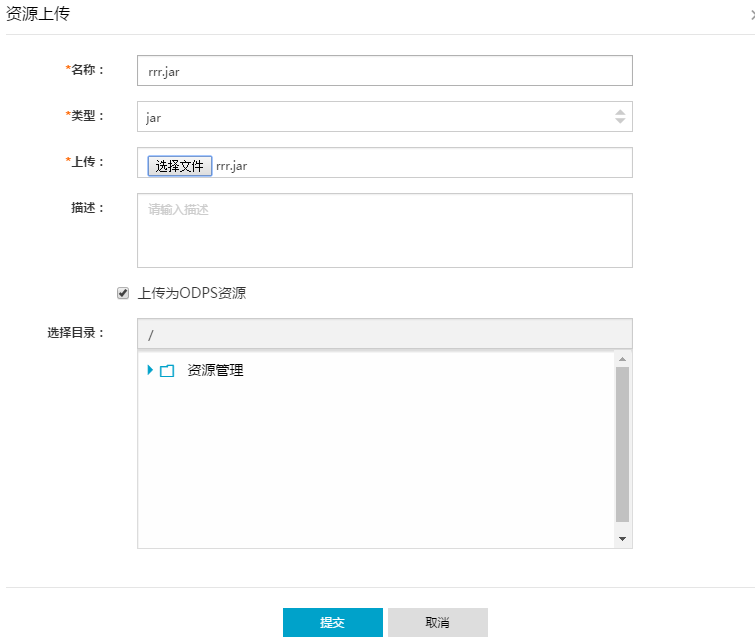 资源上传
*名称： rrr.jar
*类型： jar
*上传： 选择文件 rrr.jar
描述： 请输入描述
上传为ODPS资源
选择目录： /
资源管理
提交 取消